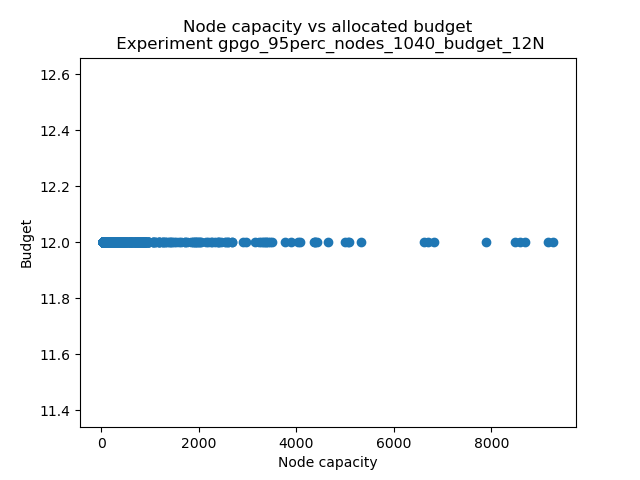 Node capacity vs allocated budget
Experiment gpgo_95perc_nodes_1040_budget_12N
12.6
12.4
12.2
12.0
11.8
11.6
11.4
Budget
0 2000 4000 6000 8000
Node capacity